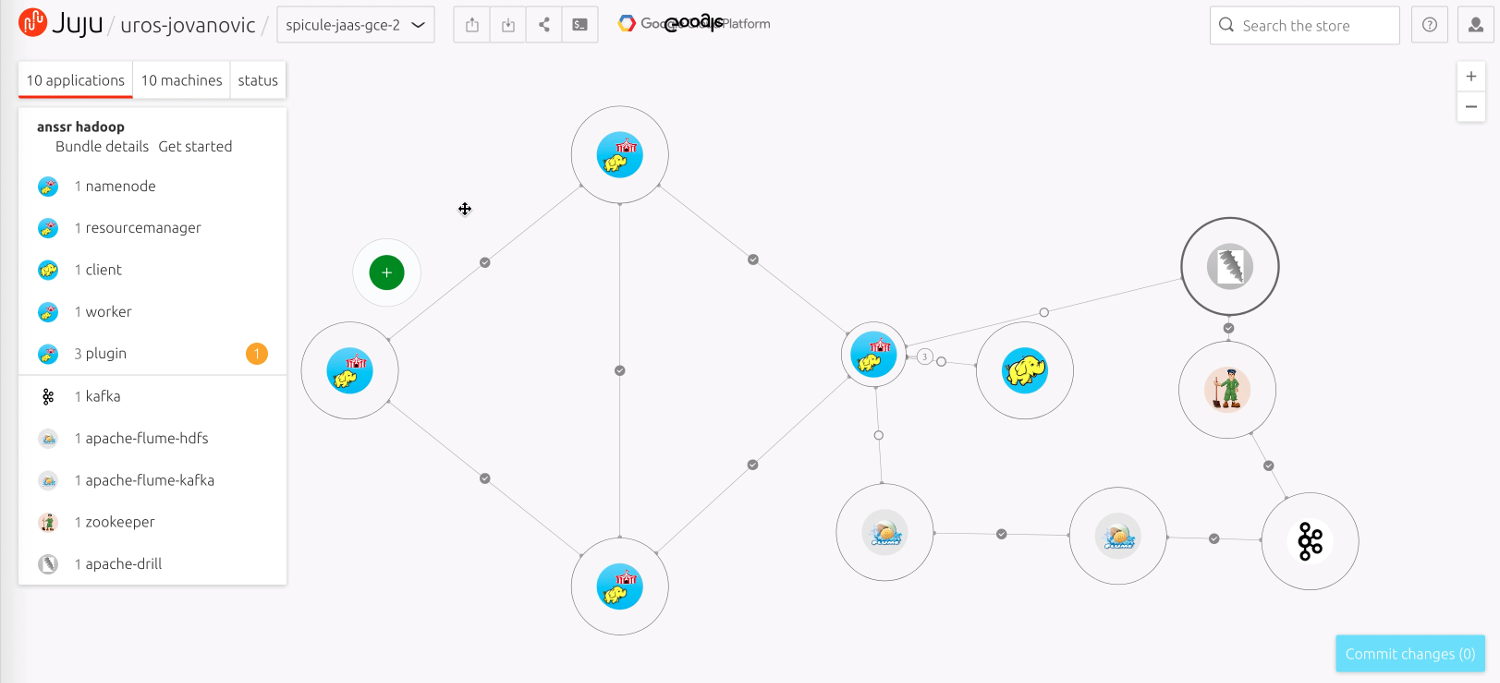 Juju / uros-jovanovic / spicule-jaas-gce-2
Platform
Search the store
10 applications 10 machines status
anssr hadoop
Bundle details Get started
1 namenode
1 resourcemanager
1 client
1 worker
3 plugin 1
1 kafka
1 apache-flume-hdfs
1 apache-flume-kafka
1 zookeeper
1 apache-drill
3
FLUME
FLUME
Commit changes (0)